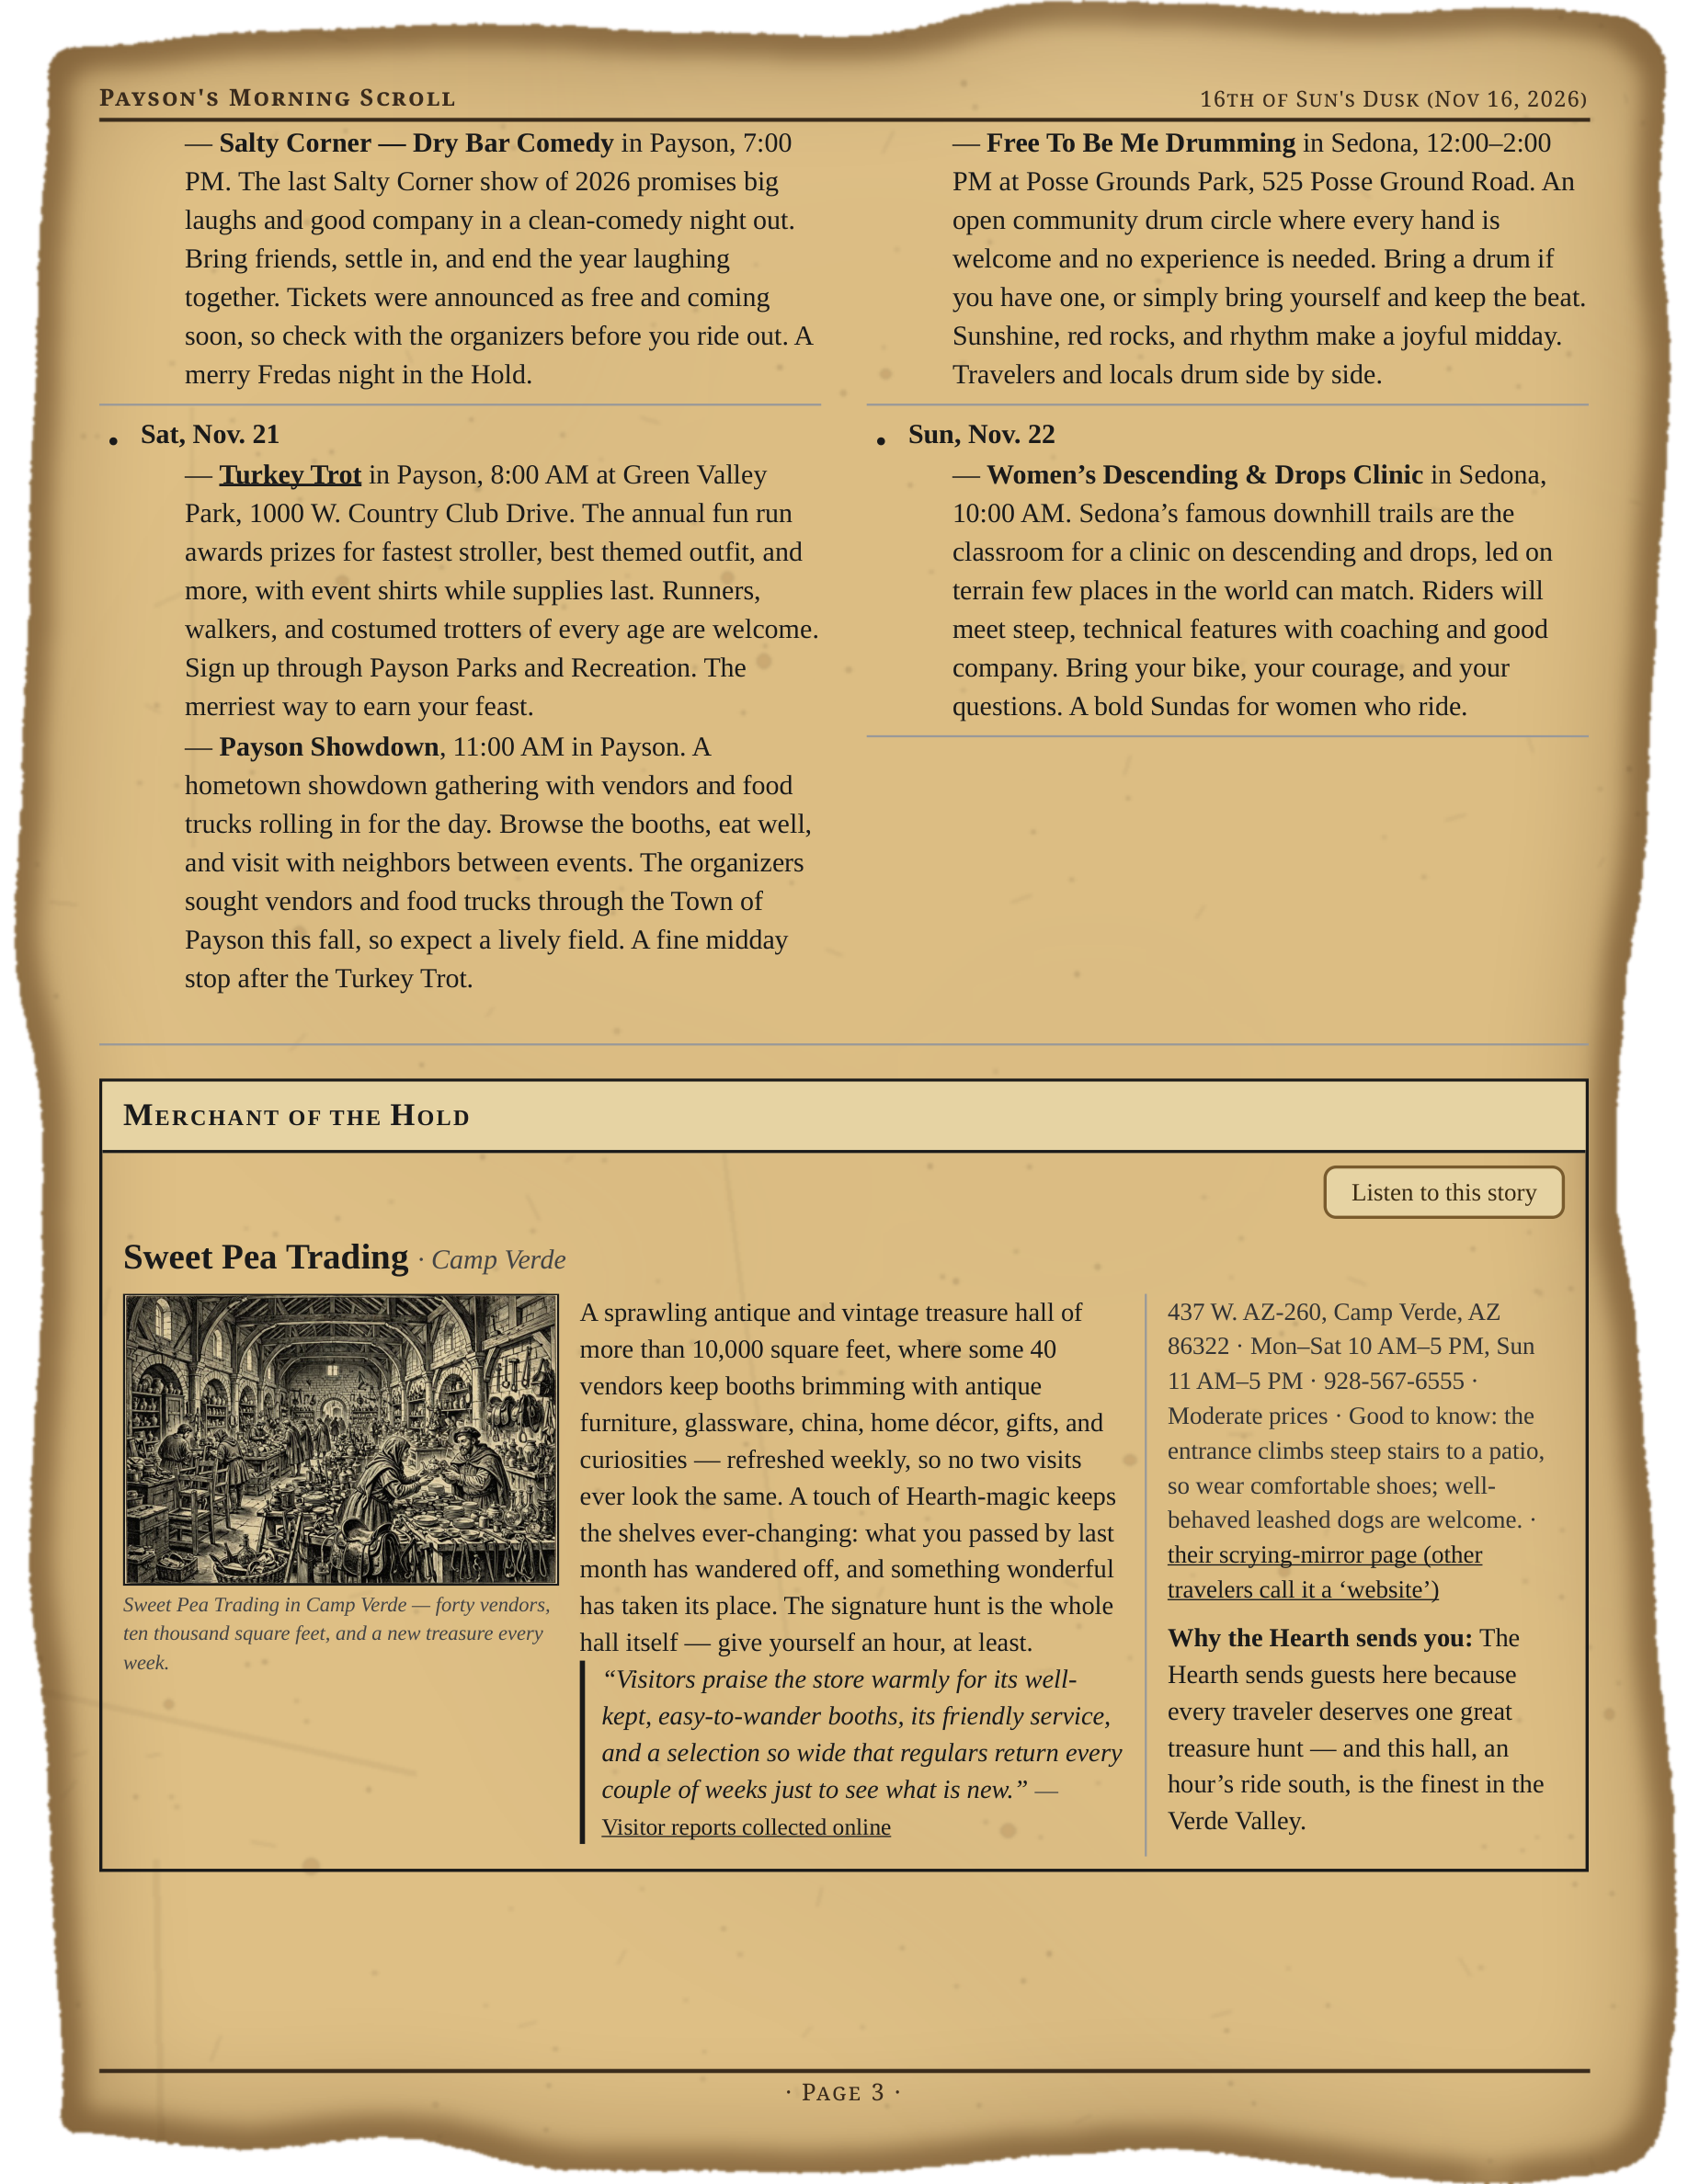 Payson's Morning Scroll
16th of Sun's Dusk (Nov 16, 2026)
— Salty Corner — Dry Bar Comedy in Payson, 7:00
PM. The last Salty Corner show of 2026 promises big
laughs and good company in a clean-comedy night out.
Bring friends, settle in, and end the year laughing
together. Tickets were announced as free and coming
soon, so check with the organizers before you ride out. A
merry Fredas night in the Hold.
• Sat, Nov. 21
— Turkey Trot in Payson, 8:00 AM at Green Valley
Park, 1000 W. Country Club Drive. The annual fun run
awards prizes for fastest stroller, best themed outfit, and
more, with event shirts while supplies last. Runners,
walkers, and costumed trotters of every age are welcome.
Sign up through Payson Parks and Recreation. The
merriest way to earn your feast.
— Payson Showdown, 11:00 AM in Payson. A
hometown showdown gathering with vendors and food
trucks rolling in for the day. Browse the booths, eat well,
and visit with neighbors between events. The organizers
sought vendors and food trucks through the Town of
Payson this fall, so expect a lively field. A fine midday
stop after the Turkey Trot.
— Free To Be Me Drumming in Sedona, 12:00–2:00
PM at Posse Grounds Park, 525 Posse Ground Road. An
open community drum circle where every hand is
welcome and no experience is needed. Bring a drum if
you have one, or simply bring yourself and keep the beat.
Sunshine, red rocks, and rhythm make a joyful midday.
Travelers and locals drum side by side.
• Sun, Nov. 22
— Women’s Descending & Drops Clinic in Sedona,
10:00 AM. Sedona’s famous downhill trails are the
classroom for a clinic on descending and drops, led on
terrain few places in the world can match. Riders will
meet steep, technical features with coaching and good
company. Bring your bike, your courage, and your
questions. A bold Sundas for women who ride.
Merchant of the Hold
Listen to this story
Sweet Pea Trading · Camp Verde
Sweet Pea Trading in Camp Verde — forty vendors,
ten thousand square feet, and a new treasure every
week.
A sprawling antique and vintage treasure hall of
more than 10,000 square feet, where some 40
vendors keep booths brimming with antique
furniture, glassware, china, home décor, gifts, and
curiosities — refreshed weekly, so no two visits
ever look the same. A touch of Hearth-magic keeps
the shelves ever-changing: what you passed by last
month has wandered off, and something wonderful
has taken its place. The signature hunt is the whole
hall itself — give yourself an hour, at least.
“Visitors praise the store warmly for its well-
kept, easy-to-wander booths, its friendly service,
and a selection so wide that regulars return every
couple of weeks just to see what is new.” —
Visitor reports collected online
437 W. AZ-260, Camp Verde, AZ
86322 · Mon–Sat 10 AM–5 PM, Sun
11 AM–5 PM · 928-567-6555 ·
Moderate prices · Good to know: the
entrance climbs steep stairs to a patio,
so wear comfortable shoes; well-
behaved leashed dogs are welcome. ·
their scrying-mirror page (other
travelers call it a ‘website’)
Why the Hearth sends you: The
Hearth sends guests here because
every traveler deserves one great
treasure hunt — and this hall, an
hour’s ride south, is the finest in the
Verde Valley.
· Page 3 ·